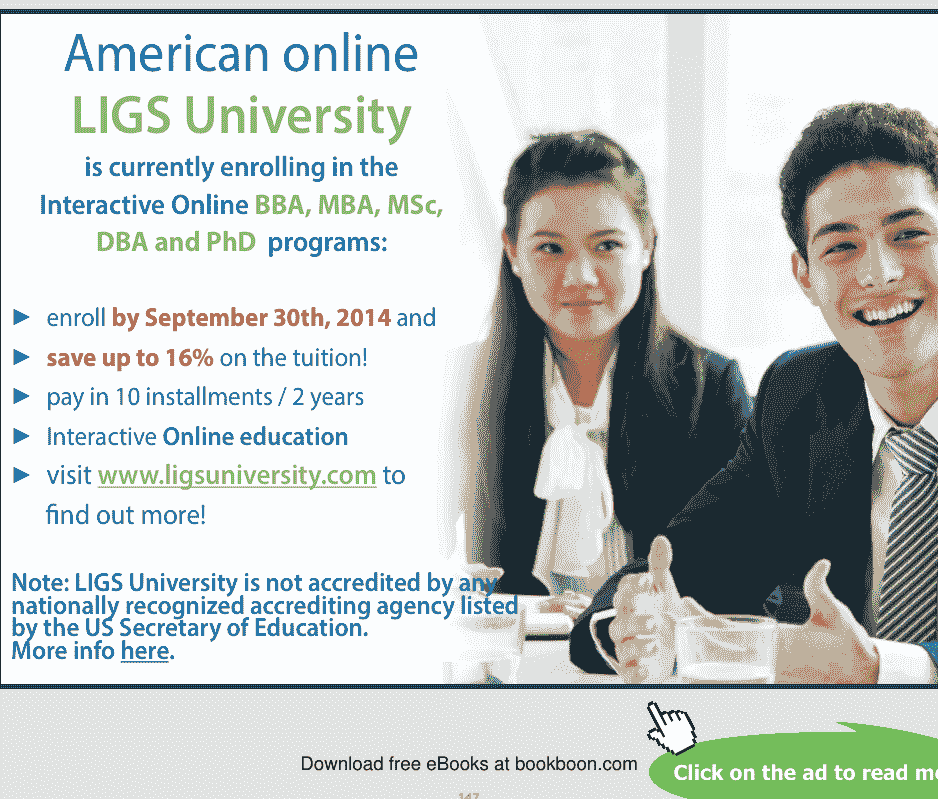 American online
LIGS University
is currently enrolling in the
Interactive Online BBA, MBA, MSc,
DBA and PhD programs:
► enroll by September 30th, 2014 and
► save up to 16% on the tuition!
► pay in 10 installments / 2 years
► Interactive Online education
► visit www.ligsuniversity.com to
find out more!
Note: LIGS University is not accredited by any
nationally recognized accrediting agency listed
by the US Secretary of Education.
More info here.
Download free eBooks at bookboon.com
Click on the ad to read
147